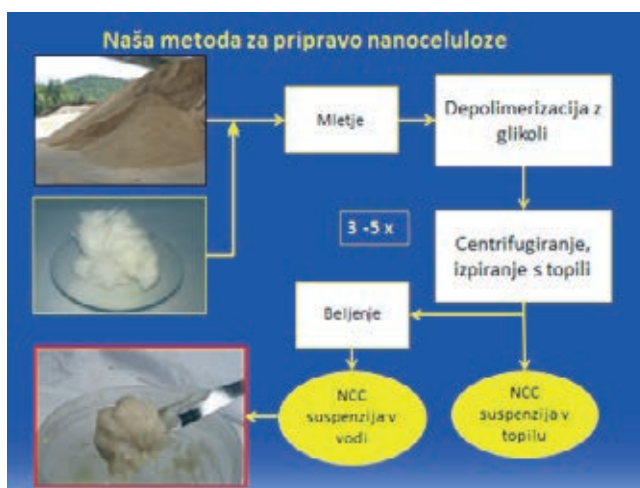 Naša metoda za pripravo nanoceluloze
Mletje
Depolimerizacija z
glikoli
3 -5 x
Centrifugiranje,
izpiranje s topili
Beljenje
NCC
suspenzija v
vodi
NCC
suspenzija v
topilu